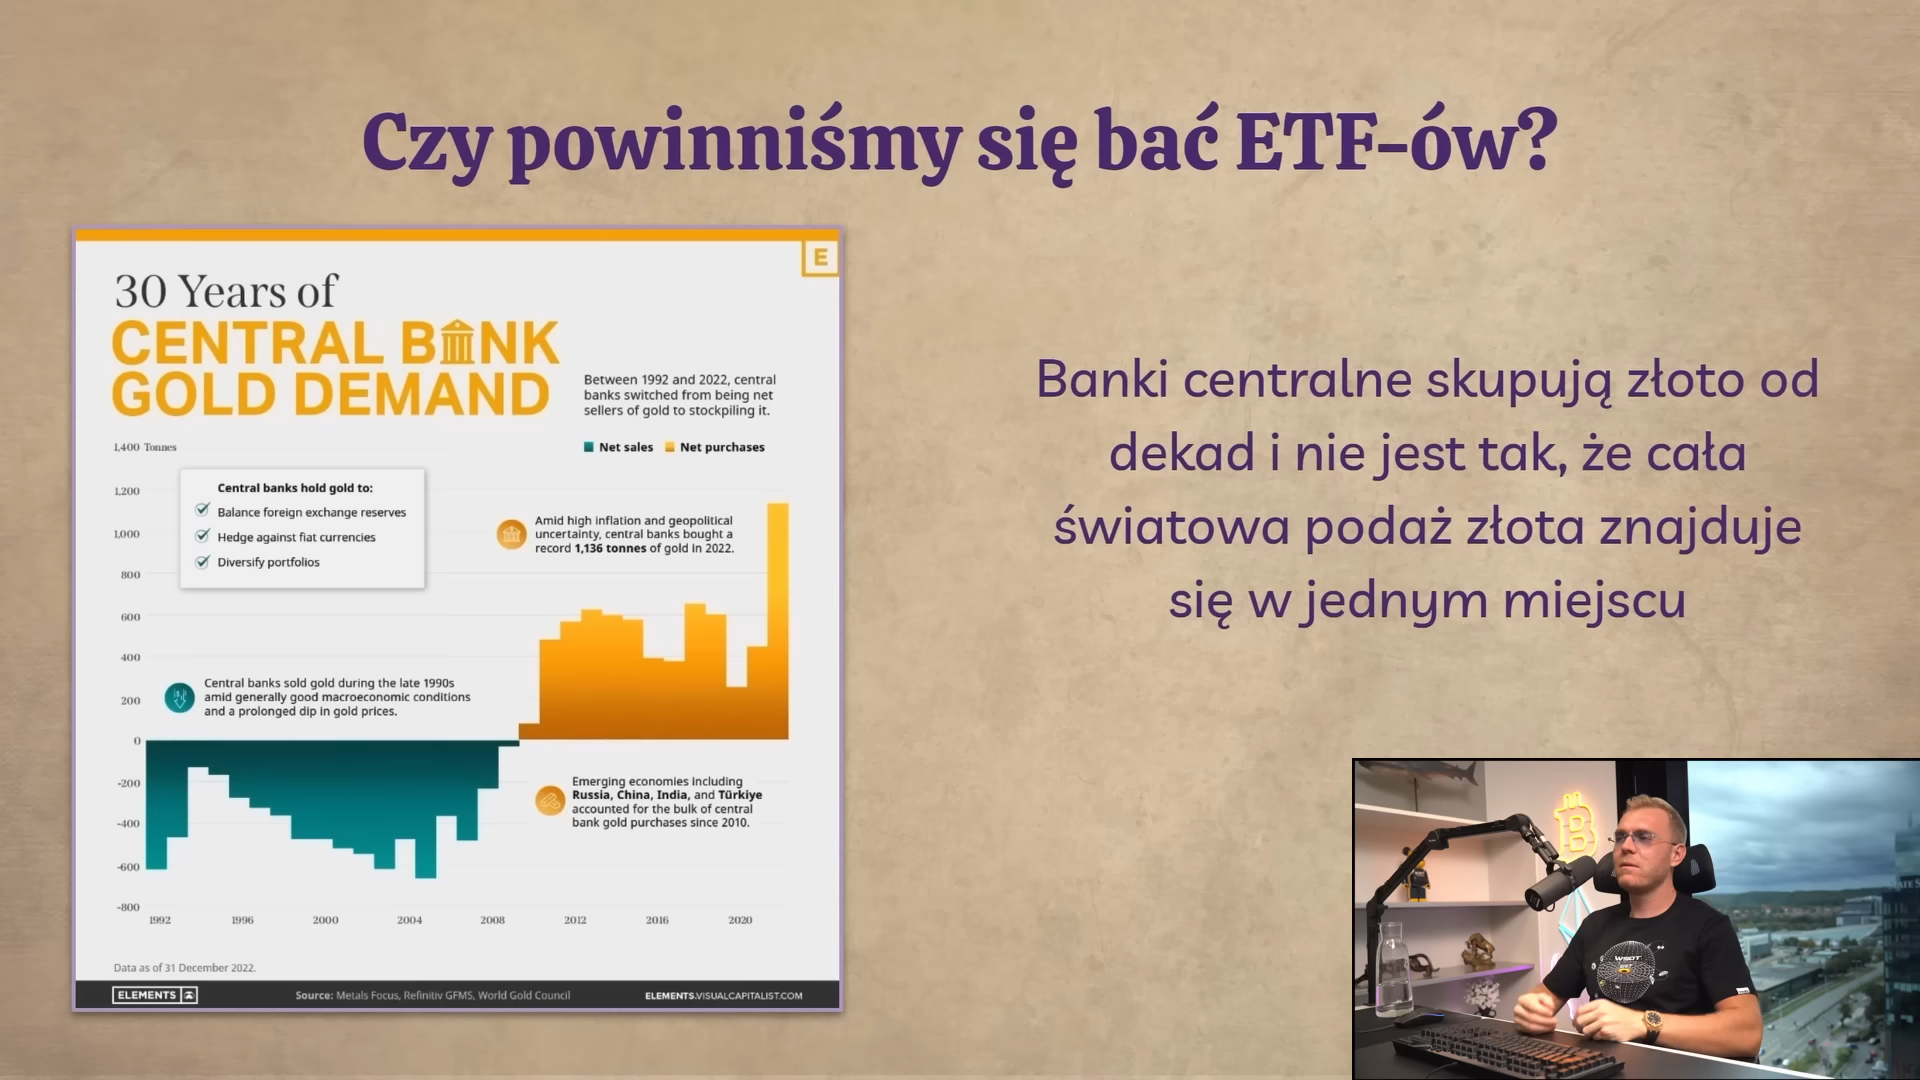 Czy powinniśmy się bać ETF-ów?
E
30 Years of
CENTRAL BANK
GOLD DEMAND
Between 1992 and 2022, central
banks switched from being net
sellers of gold to stockpiling it.
Net sales Net purchases
1,400 Tonnes
1,200
1,000
800
600
400
200
0
-200
-400
-600
-800
Central banks hold gold to:
Balance foreign exchange reserves
Hedge against fiat currencies
Diversify portfolios
Amid high inflation and geopolitical
uncertainty, central banks bought a
record 1,136 tonnes of gold in 2022.
Central banks sold gold during the late 1990s
amid generally good macroeconomic conditions
and a prolonged dip in gold prices.
Emerging economies including
Russia, China, India, and Türkiye
accounted for the bulk of central
bank gold purchases since 2010.
1992 1996 2000 2004 2008 2012 2016 2020
Data as of 31 December 2022.
ELEMENTS
Source: Metals Focus, Refinitiv GFMS, World Gold Council
ELEMENTS.VISUALCAPITALIST.COM
Banki centralne skupują złoto od
dekad i nie jest tak, że cała
światowa podaż złota znajduje
się w jednym miejscu